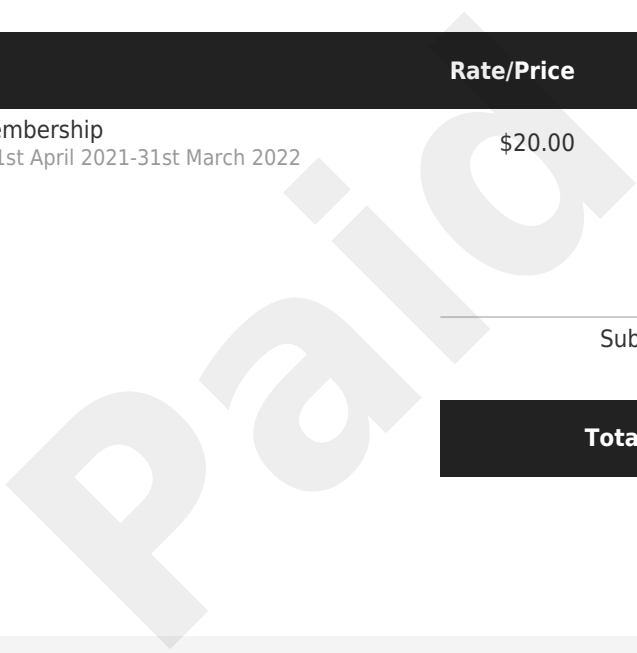 Rate/Price
embership
1st April 2021-31st March 2022
$20.00
Sub
Tota
Paid